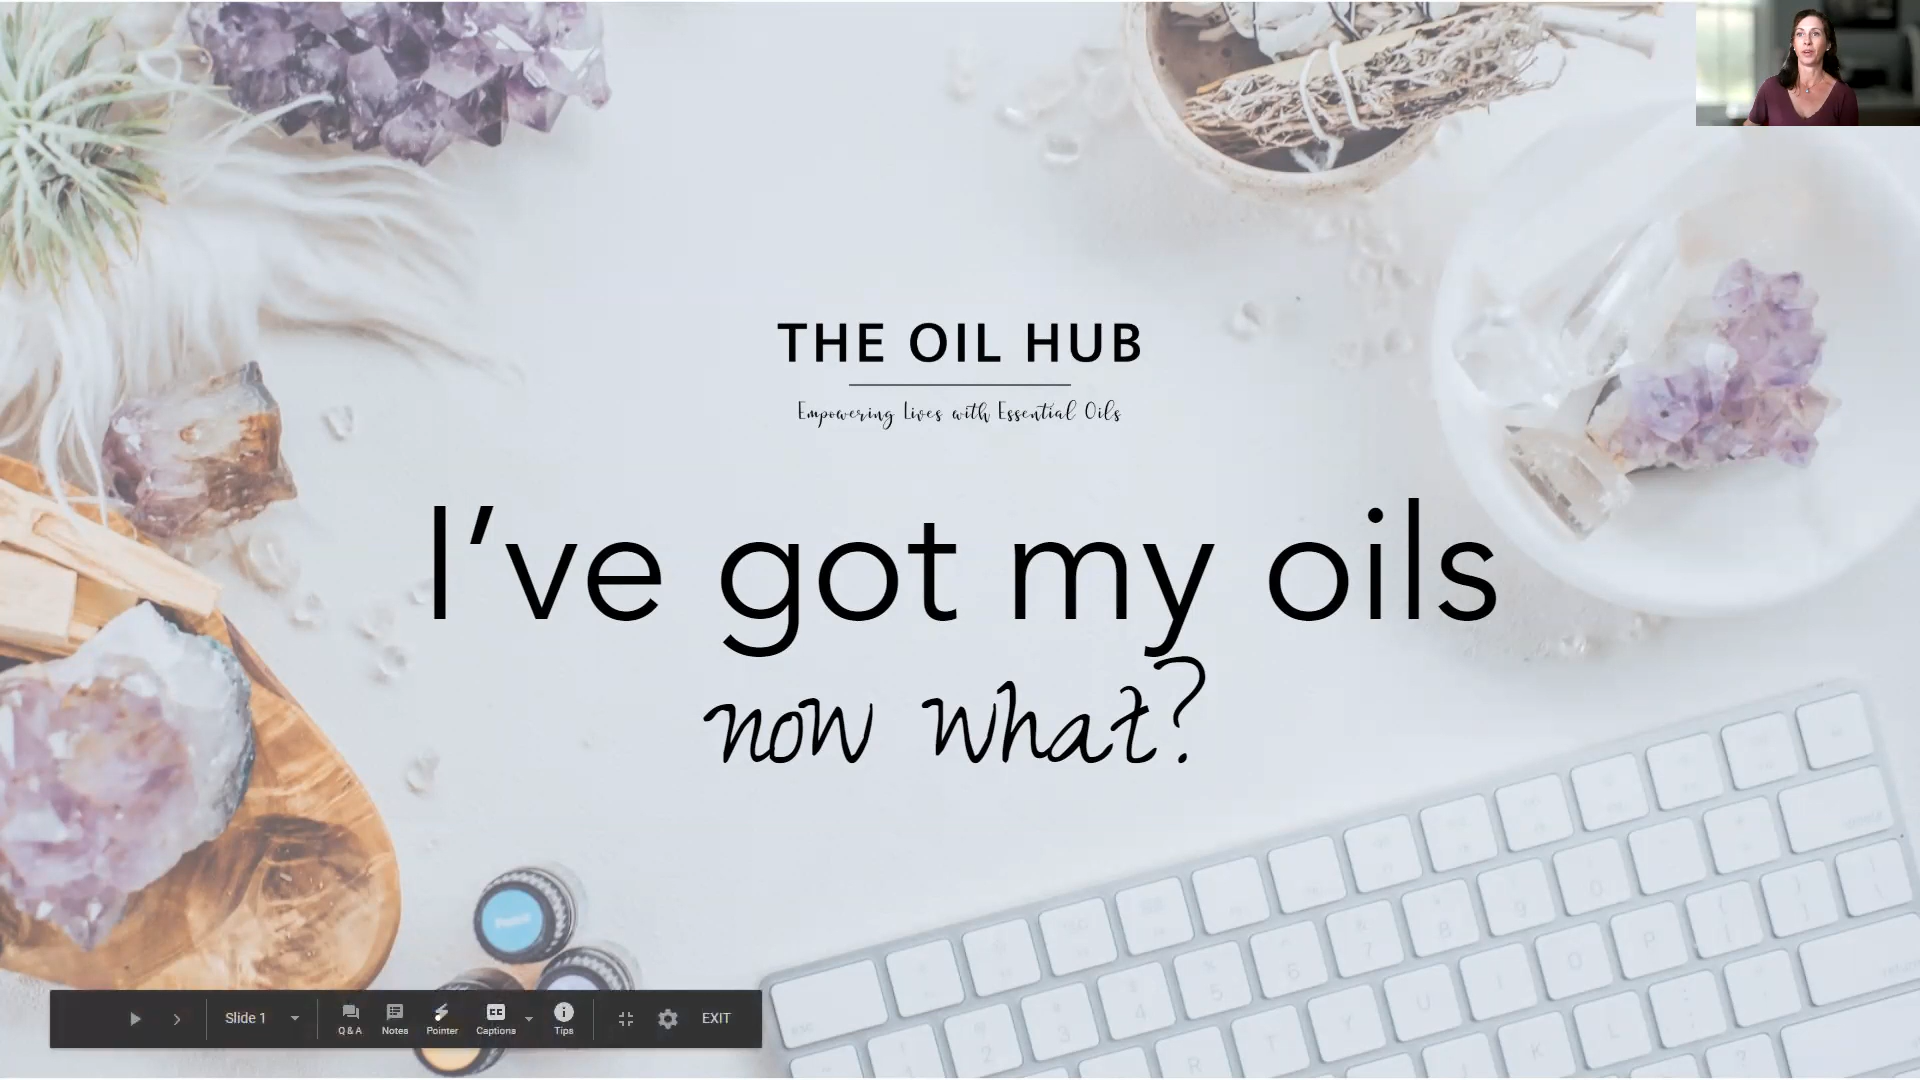 THE OIL HUB
Empowering Lives with Essential Oils
I've got my oils
now what?
Slide 1
Q & A
Notes
Pointer
Captions
Tips
EXIT